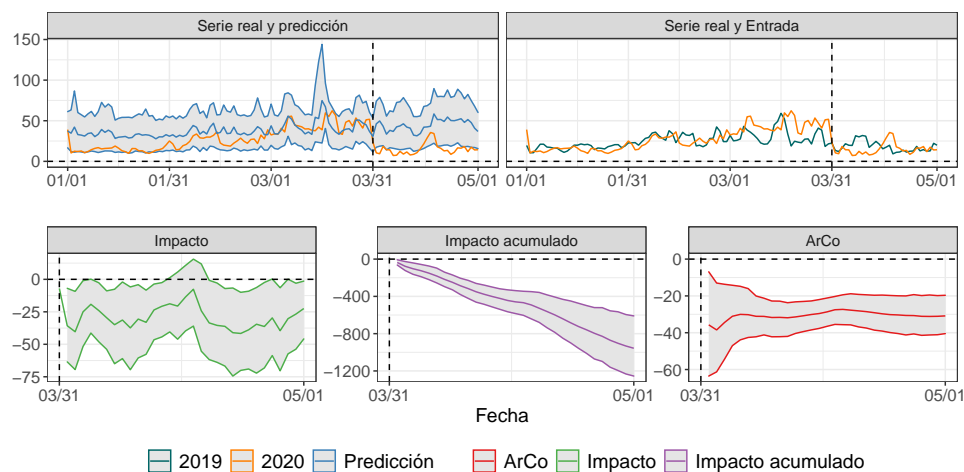 Serie real y predicción
Serie real y Entrada
150
100
50
0
01/01 01/31 03/01 03/31 05/01
01/01 01/31 03/01 03/31 05/01
Impacto
Impacto acumulado
ArCo
0
−25
−50
−75
03/31 05/01
0
−400
−800
−1200
03/31 05/01
0
−20
−40
−60
03/31 05/01
Fecha
2019 2020 Predicción ArCo Impacto Impacto acumulado